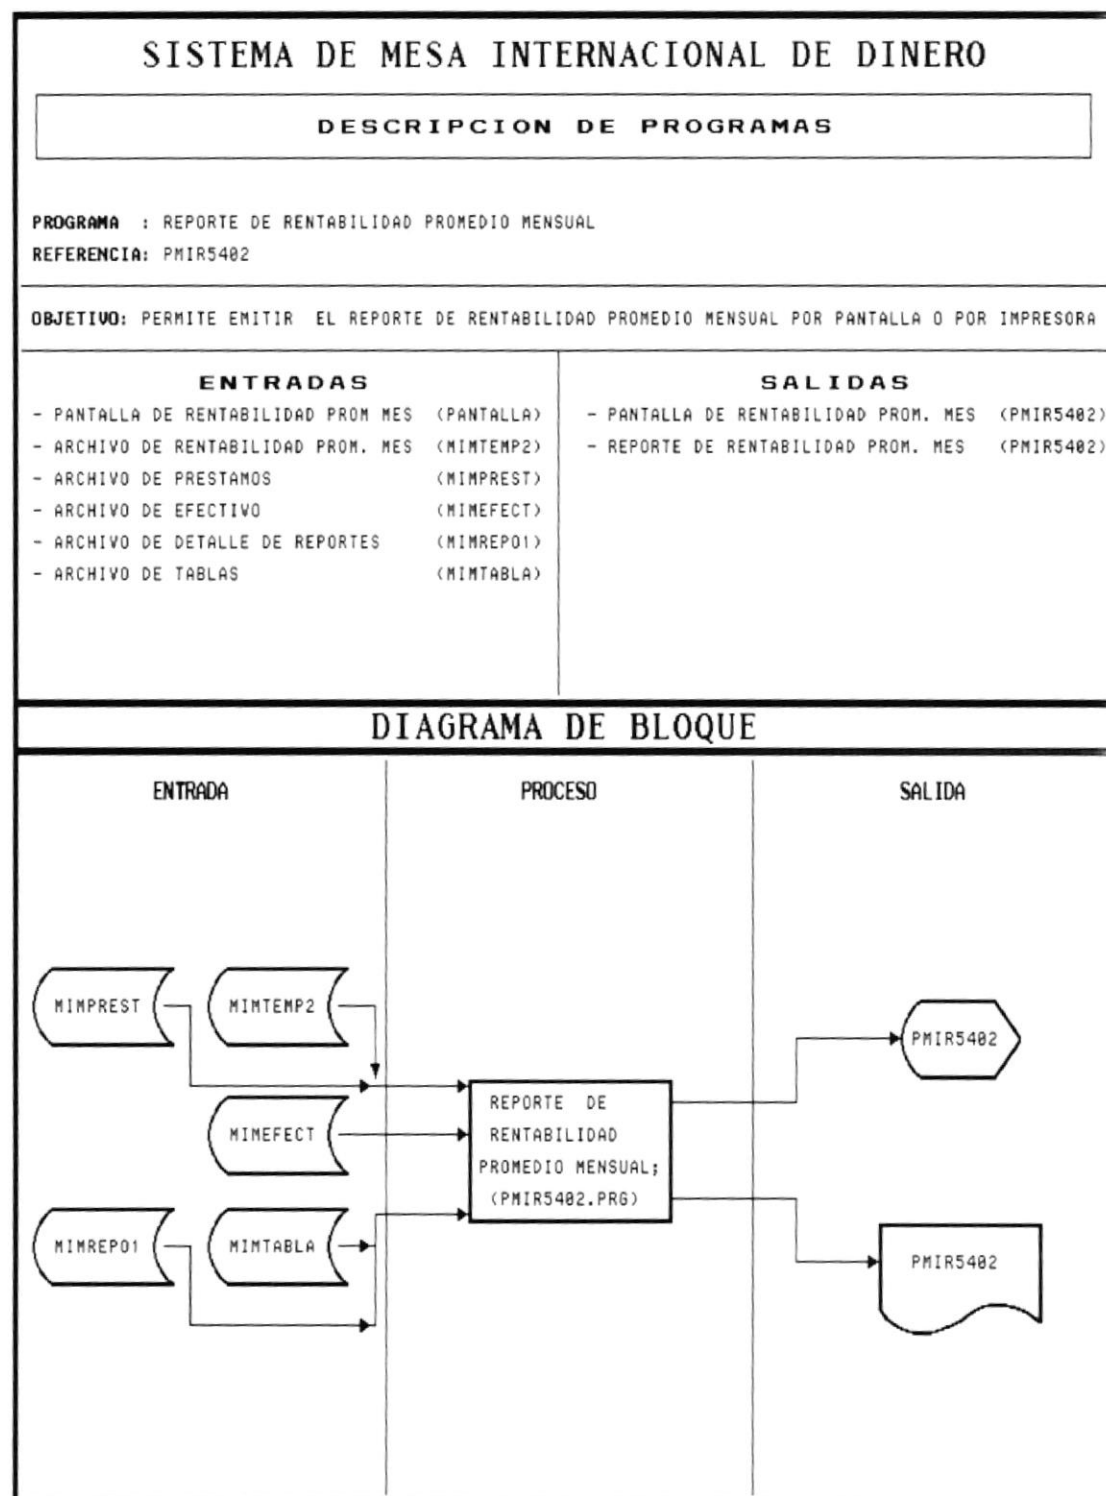 SISTEMA DE MESA INTERNACIONAL DE DINERO
DESCRIPCION DE PROGRAMAS
PROGRAMA : REPORTE DE RENTABILIDAD PROMEDIO MENSUAL
REFERENCIA: PMIR5402
OBJETIVO: PERMITE EMITIR EL REPORTE DE RENTABILIDAD PROMEDIO MENSUAL POR PANTALLA O POR IMPRESORA
ENTRADAS
- PANTALLA DE RENTABILIDAD PROM MES (PANTALLA)
- ARCHIVO DE RENTABILIDAD PROM. MES (MIMTEMP2)
- ARCHIVO DE PRESTAMOS (MIMPREST)
- ARCHIVO DE EFECTIVO (MIMEFECT)
- ARCHIVO DE DETALLE DE REPORTES (MIMREPO1)
- ARCHIVO DE TABLAS (MIMTABLA)
SALIDAS
- PANTALLA DE RENTABILIDAD PROM. MES (PMIR5402)
- REPORTE DE RENTABILIDAD PROM. MES (PMIR5402)
DIAGRAMA DE BLOQUE
ENTRADA
PROCESO
SALIDA
MIMPREST
MIMTEMP2
MIMEFECT
MIMREPO1
MIMTABLA
REPORTE DE
RENTABILIDAD
PROMEDIO MENSUAL;
(PMIR5402.PRG)
PMIR5402
PMIR5402